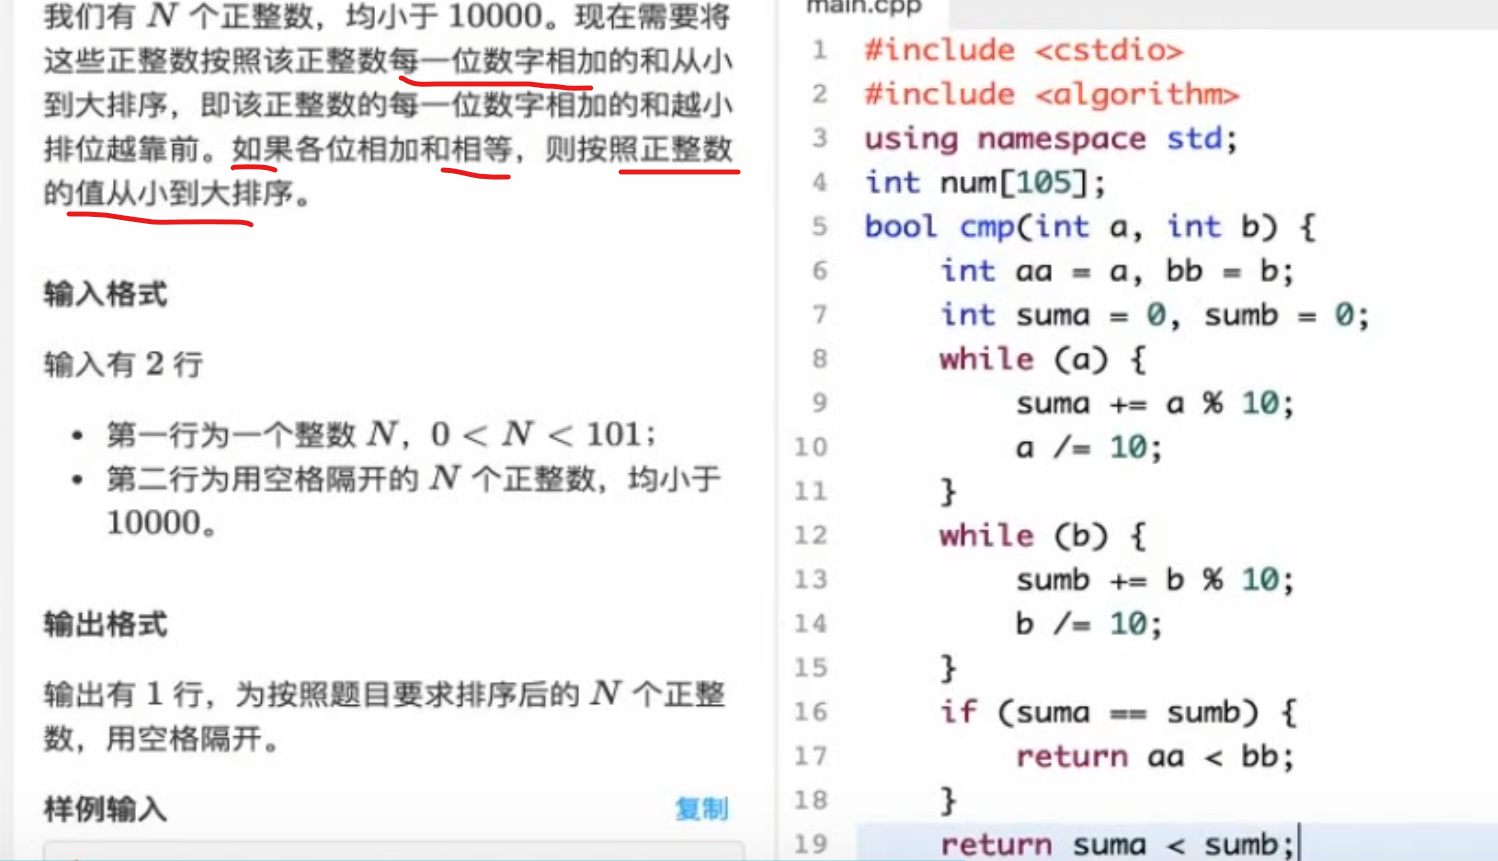 我们有 N 个正整数，均小于 10000。现在需要将
这些正整数按照该正整数每一位数字相加的和从小
到大排序，即该正整数的每一位数字相加的和越小
排位越靠前。如果各位相加和相等，则按照正整数
的值从小到大排序。
输入格式
输入有 2 行
• 第一行为一个整数 N，0 < N < 101；
• 第二行为用空格隔开的 N 个正整数，均小于
10000。
输出格式
输出有 1 行，为按照题目要求排序后的 N 个正整
数，用空格隔开。
样例输入 复制
main.cpp
1 #include <cstdio>
2 #include <algorithm>
3 using namespace std;
4 int num[105];
5 bool cmp(int a, int b) {
6 int aa = a, bb = b;
7 int suma = 0, sumb = 0;
8 while (a) {
9 suma += a % 10;
10 a /= 10;
11 }
12 while (b) {
13 sumb += b % 10;
14 b /= 10;
15 }
16 if (suma == sumb) {
17 return aa < bb;
18 }
19 return suma < sumb;